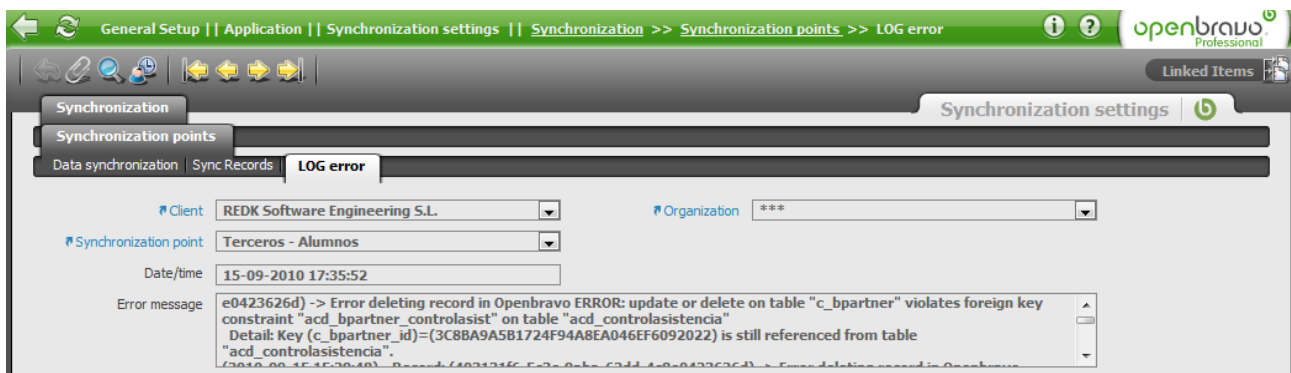 General Setup || Application || Synchronization settings || Synchronization >> Synchronization points >> LOG error
openbravo
Professional
Linked Items
Synchronization
Synchronization settings
Synchronization points
Data synchronization | Sync Records | LOG error
Client REDK Software Engineering S.L. Organization ***
Synchronization point Terceros - Alumnos
Date/time 15-09-2010 17:35:52
Error message e0423626d) -> Error deleting record in Openbravo ERROR: update or delete on table "c_bpartner" violates foreign key
constraint "acd_bpartner_controlasist" on table "acd_controlasistencia"
Detail: Key (c_bpartner_id)=(3C8BA9A5B1724F94A8EA046EF6092022) is still referenced from table
"acd_controlasistencia".